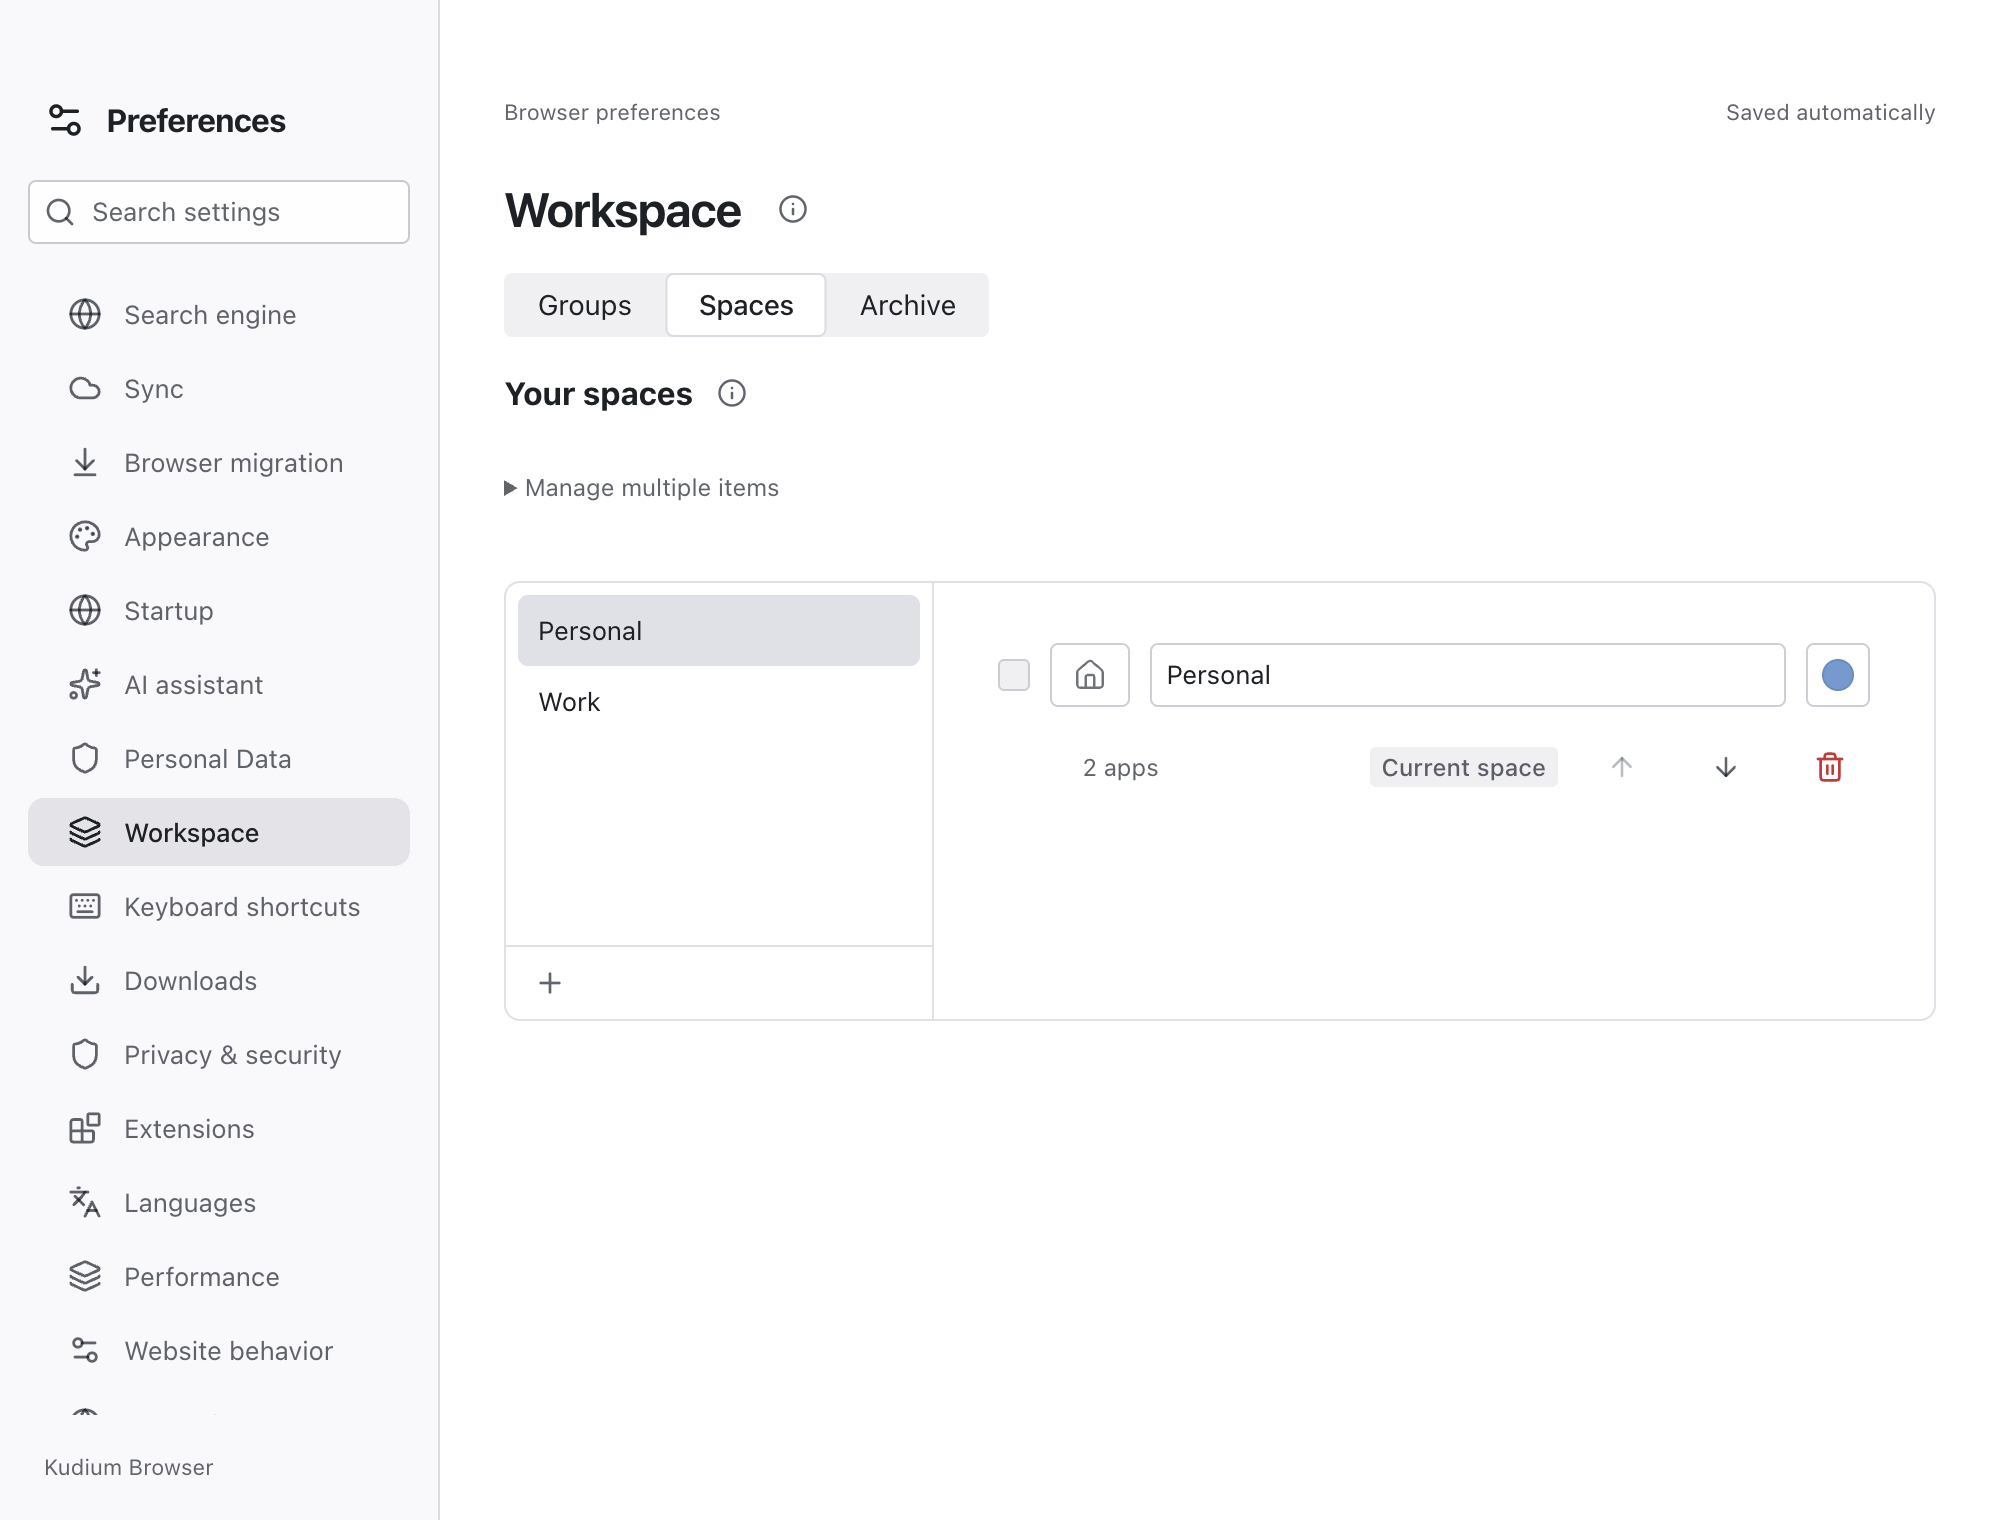 Preferences
Search settings
Search engine
Sync
Browser migration
Appearance
Startup
AI assistant
Personal Data
Workspace
Keyboard shortcuts
Downloads
Privacy & security
Extensions
Languages
Performance
Website behavior
Kudium Browser
Browser preferences
Saved automatically
Workspace
Groups
Spaces
Archive
Your spaces
Manage multiple items
Personal
Work
Personal
2 apps
Current space